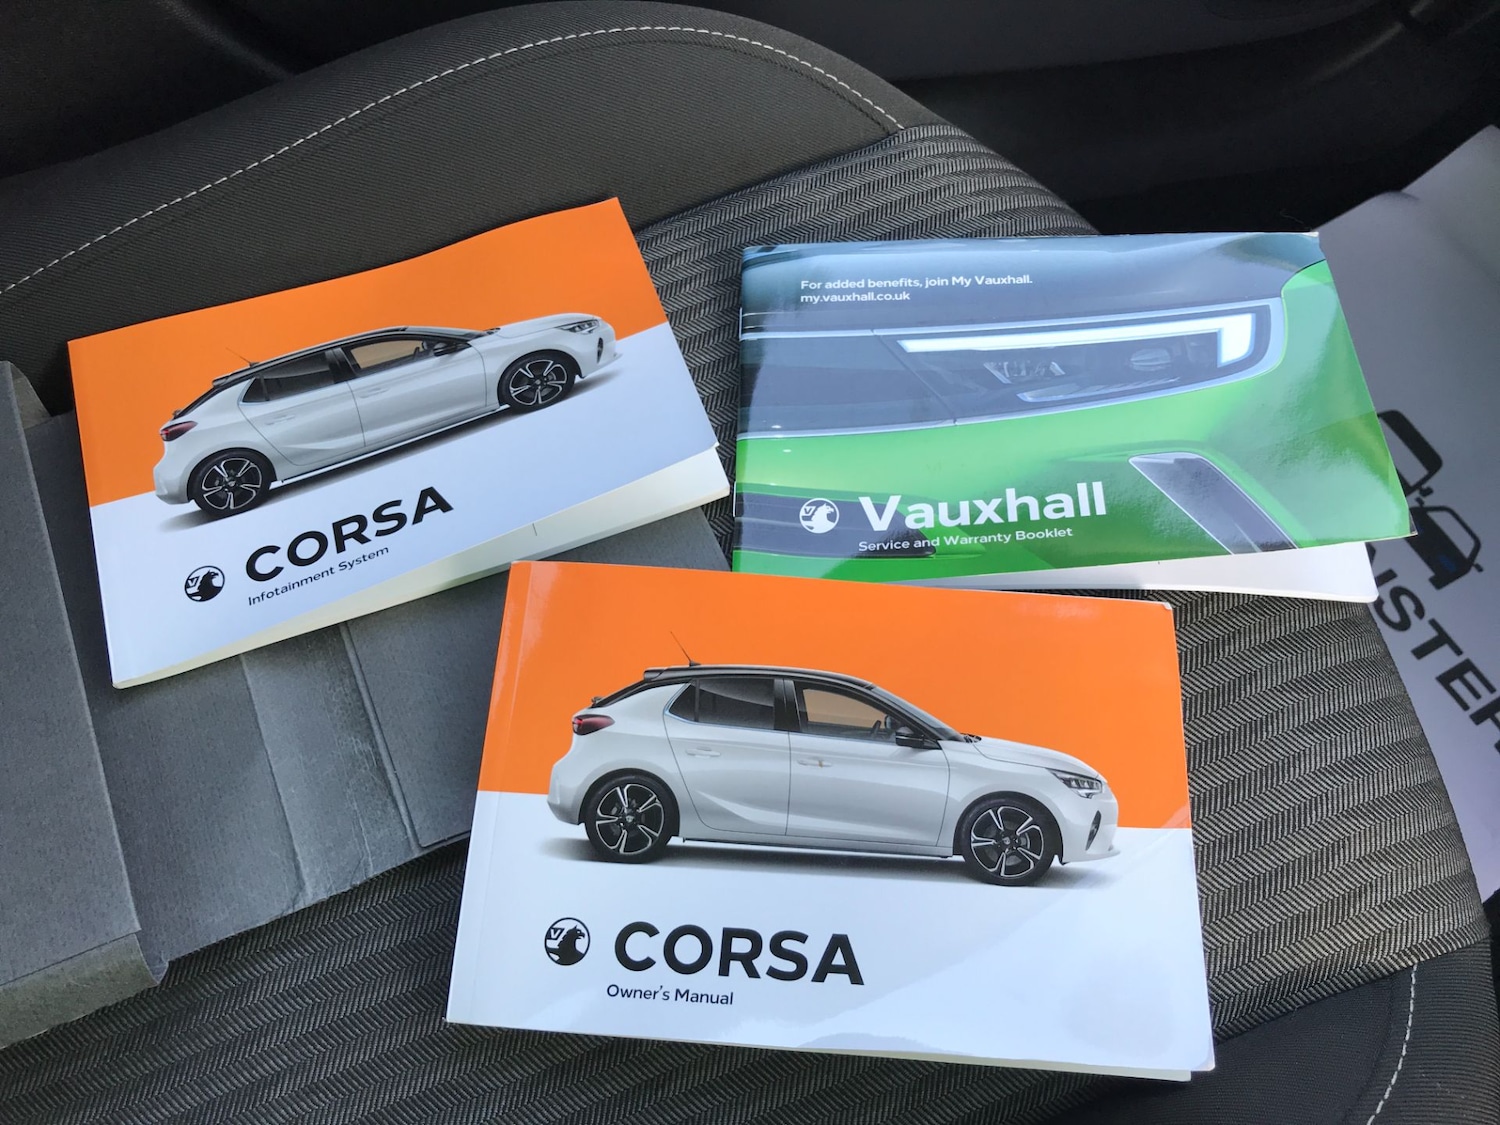 CORSA
Infotainment System
For added benefits, join My Vauxhall.
my.vauxhall.co.uk
Vauxhall
Service and Warranty Booklet
CORSA
Owner's Manual